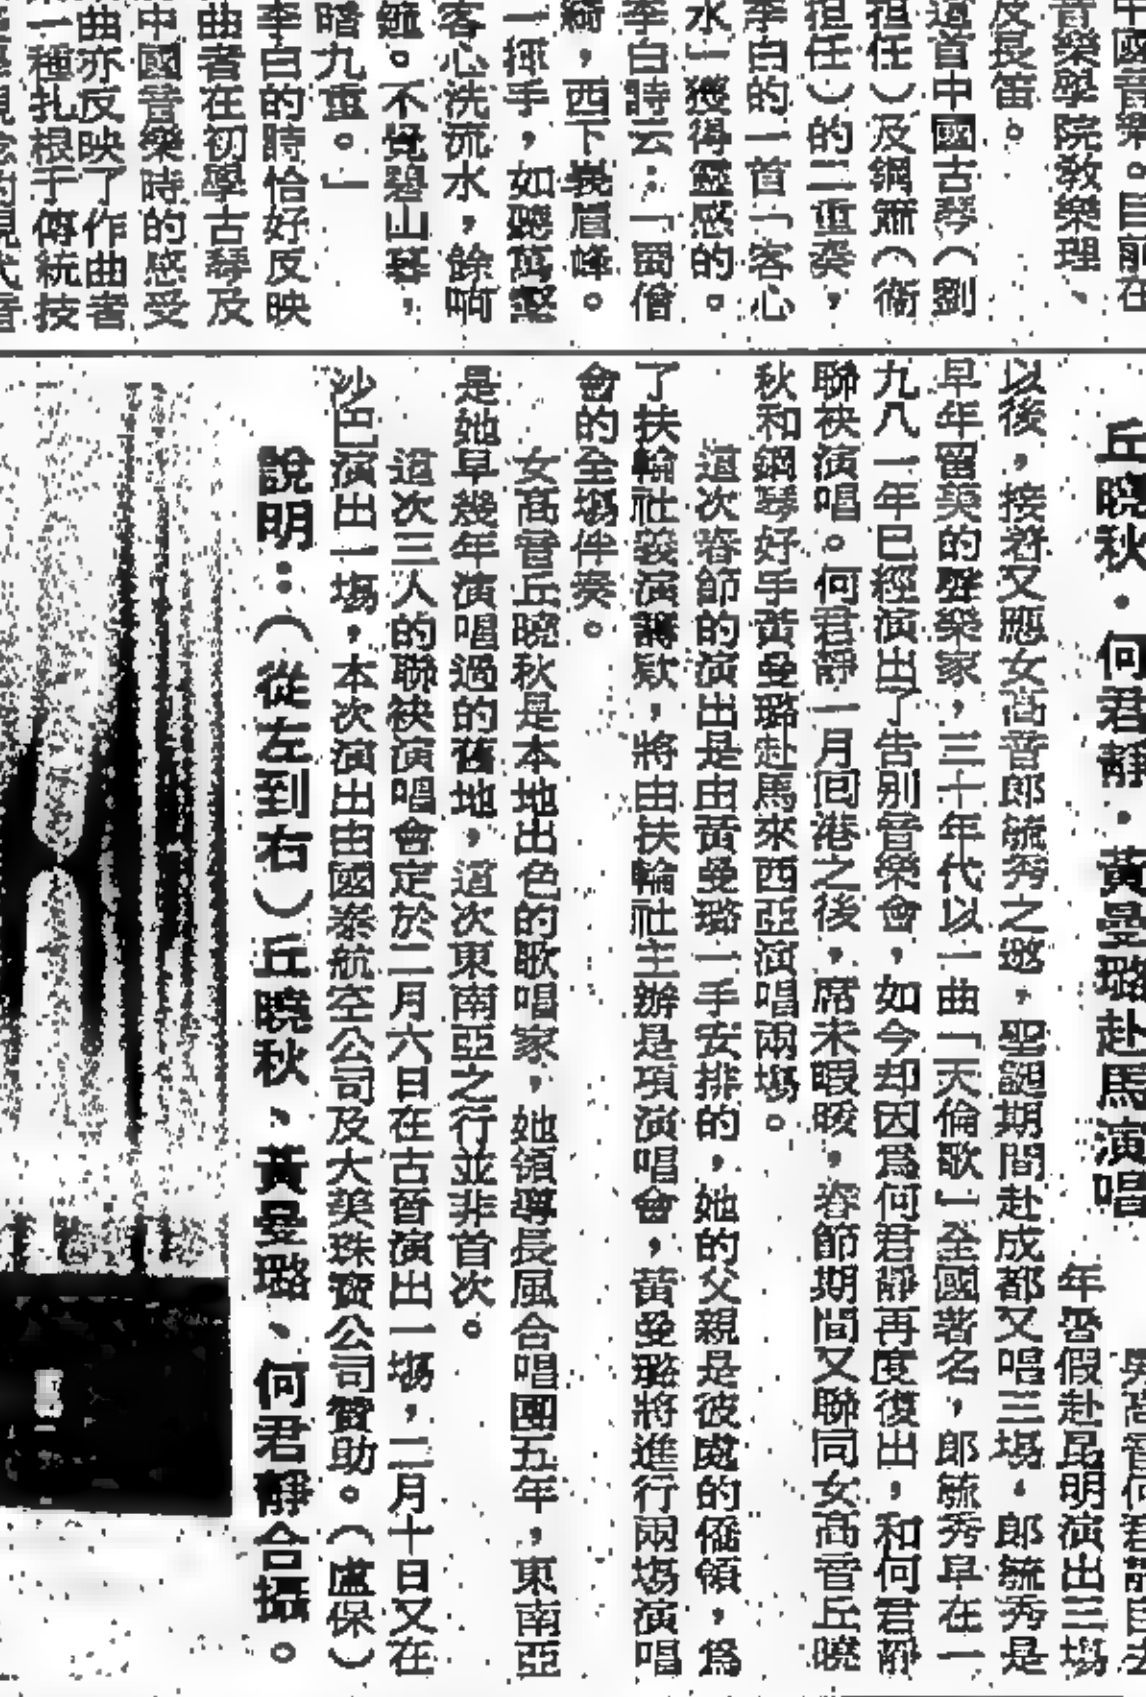 中國音樂。目前在
音樂學院敎樂理、
及長笛。
這首中國古琴(劉
担任)及鋼簫(衛
担任)的二重奏,
李白的一首「客心
水」獲得靈感的。
李白詩云:「蜀僧
綺,西下峩眉峰。
一揮手,如聽萬壑
客心洗流水,餘响
鐘。不覺碧山暮,
暗九重。」
李白的詩恰好反映
曲者在初學古琴及
中國音樂時的感受
曲亦反映了作曲者
一種扎根于傳統技
丘曉秋・何君靜・黃曼璐赴馬演唱
年暑假赴昆明演出三場
以後,接着又應女高音郎毓秀之邀,聖誕期間赴成都又唱三場,郎毓秀是
早年留美的聲樂家,三十年代以一曲「天倫歌」全國著名,郎毓秀早在一
九八一年已經演出了告别音樂會,如今却因爲何君靜再度復出,和何君靜
聯袂演唱。何君靜一月囘港之後,席未暇暖,春節期間又聯同女高音丘曉
秋和鋼琴好手黃曼璐赴馬來西亞演唱兩場。
這次春節的演出是由黃曼璐一手安排的,她的父親是彼處的僑領,爲
了扶輪社義演籌欵,將由扶輪社主辦是項演唱會,黃曼璐將進行兩場演唱
會的全場伴奏。
女高音丘曉秋是本地出色的歌唱家,她領導長風合唱團五年,東南亞
是她早幾年演唱過的舊地,這次東南亞之行並非首次。
這次三人的聯袂演唱會定於二月六日在古晉演出一場,二月十日又在
沙巴演出一場,本次演出由國泰航空公司及大美珠寶公司贊助。(盧保)
說明:(從左到右)丘曉秋、黃曼璐、何君靜合攝。